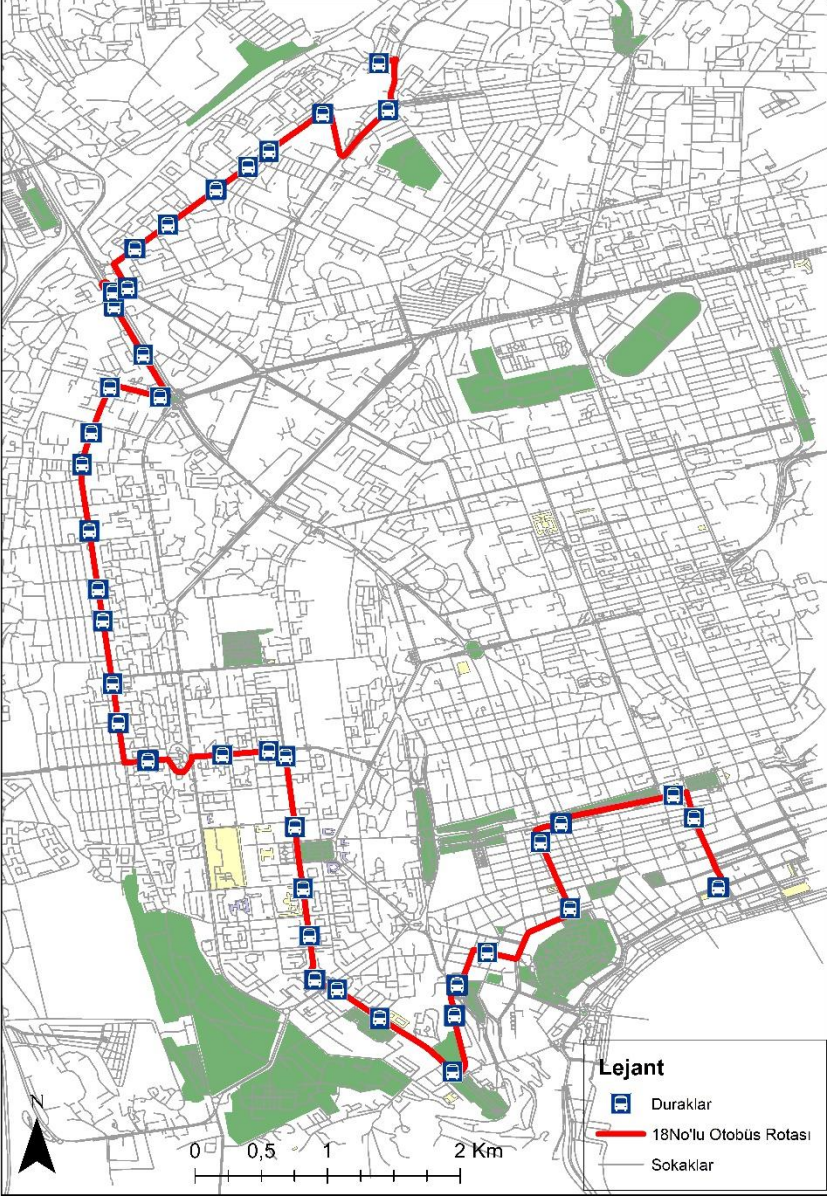 N
0 0,5 1 2 Km
Lejant
Duraklar
18No'lu Otobüs Rotası
Sokaklar